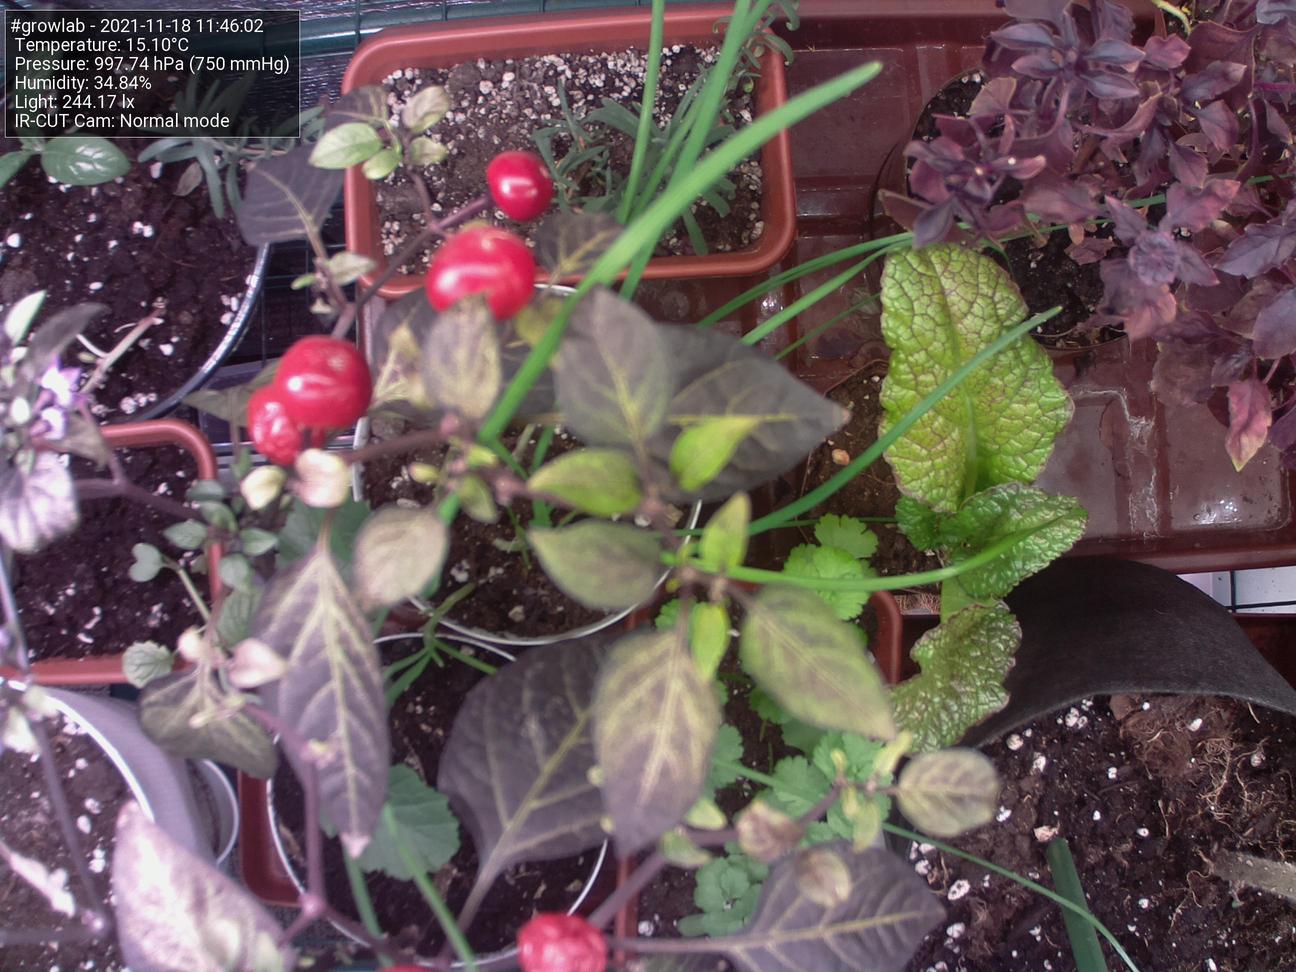 #growlab - 2021-11-18 11:46:02
Temperature: 15.10°C
Pressure: 997.74 hPa (750 mmHg)
Humidity: 34.84%
Light: 244.17 lx
IR-CUT Cam: Normal mode